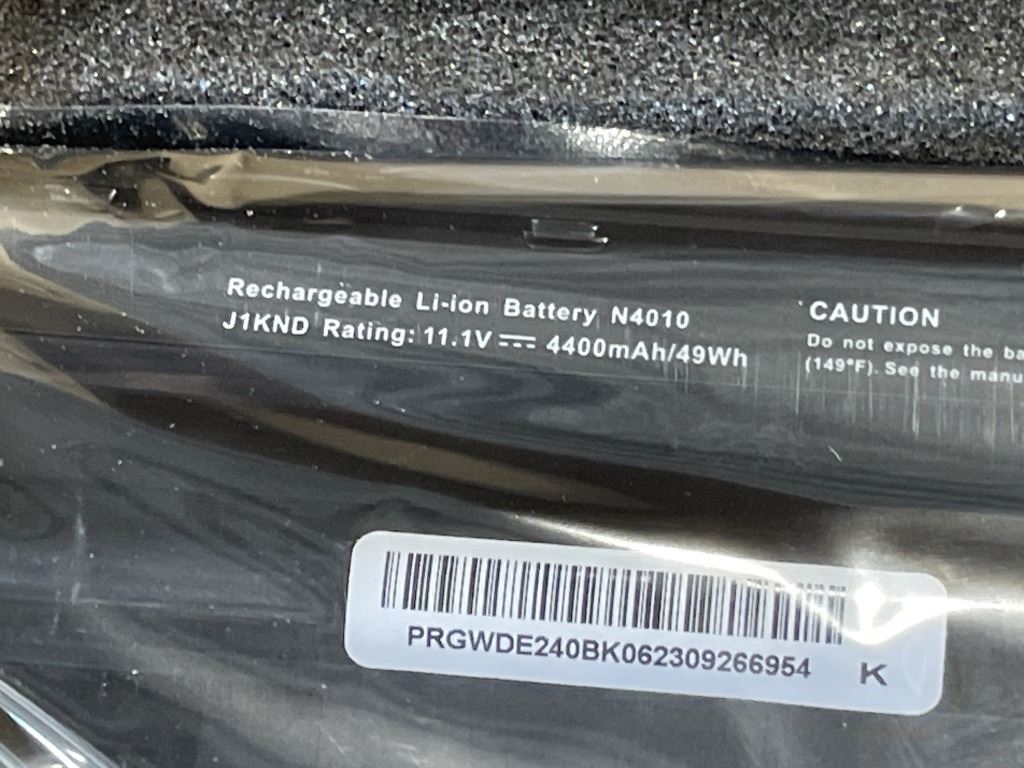 Rechargeable Li-ion Battery N4010
J1KND Rating: 11.1V⎓ 4400mAh/49Wh
CAUTION
Do not expose the
(149°F). See the
PRGWDE240BK062309266954
K